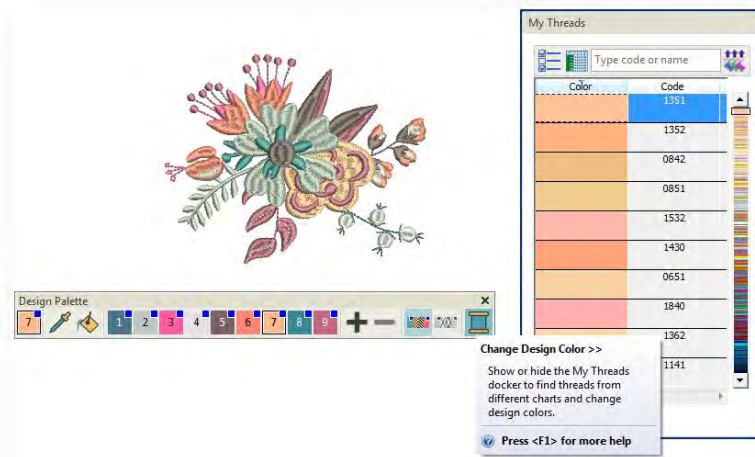 My Threads
Type code or name
Color Code
1351
1352
0842
0851
1532
1430
0651
1840
1362
1141
Design Palette
7 1 2 3 4 5 6 7 8 9
Change Design Color >>
Show or hide the My Threads
docker to find threads from
different charts and change
design colors.
Press <F1> for more help